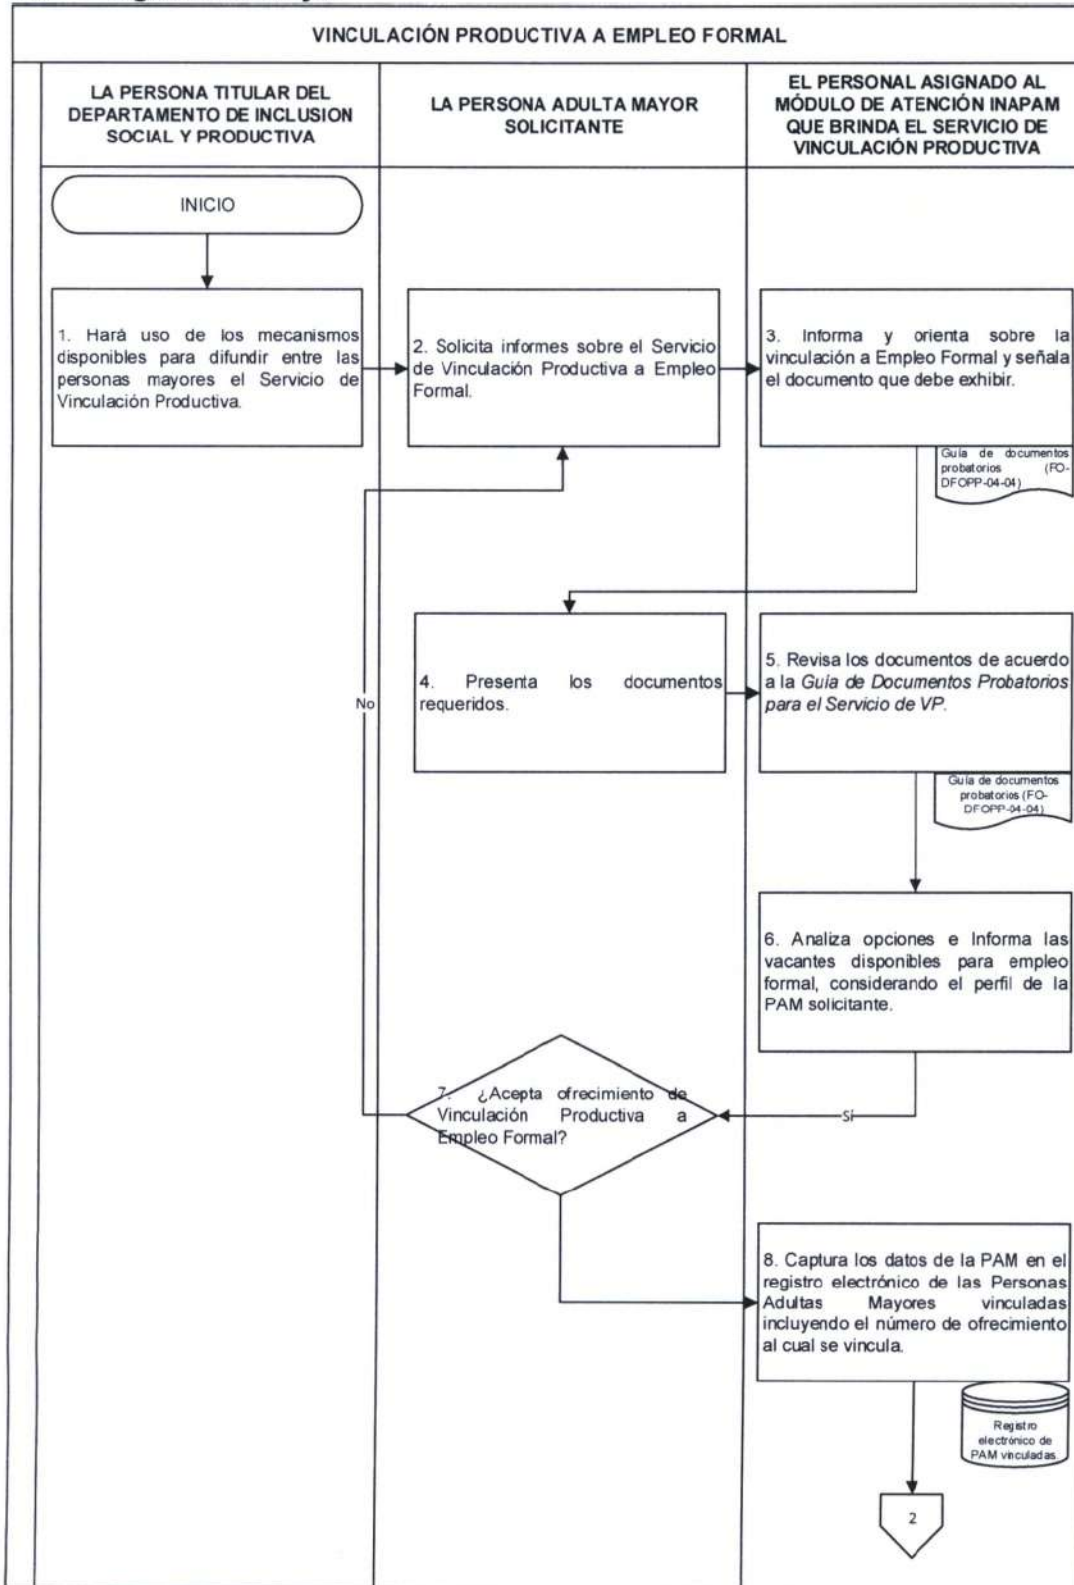 VINCULACIÓN PRODUCTIVA A EMPLEO FORMAL
LA PERSONA TITULAR DEL
DEPARTAMENTO DE INCLUSION
SOCIAL Y PRODUCTIVA
LA PERSONA ADULTA MAYOR
SOLICITANTE
EL PERSONAL ASIGNADO AL
MÓDULO DE ATENCIÓN INAPAM
QUE BRINDA EL SERVICIO DE
VINCULACIÓN PRODUCTIVA
INICIO
1. Hará uso de los mecanismos
disponibles para difundir entre las
personas mayores el Servicio de
Vinculación Productiva.
2. Solicita informes sobre el Servicio
de Vinculación Productiva a Empleo
Formal.
3. Informa y orienta sobre la
vinculación a Empleo Formal y señala
el documento que debe exhibir.
Guía de documentos
probatorios (FO-
DFOPP-04-04)
4. Presenta los documentos
requeridos.
5. Revisa los documentos de acuerdo
a la Guía de Documentos Probatorios
para el Servicio de VP.
No
Guía de documentos
probatorios (FO-
DFOPP-04-04)
6. Analiza opciones e Informa las
vacantes disponibles para empleo
formal, considerando el perfil de la
PAM solicitante.
7. ¿Acepta ofrecimiento de
Vinculación Productiva a
Empleo Formal?
Sí
8. Captura los datos de la PAM en el
registro electrónico de las Personas
Adultas Mayores vinculadas
incluyendo el número de ofrecimiento
al cual se vincula.
Registro
electrónico de
PAM vinculadas
2